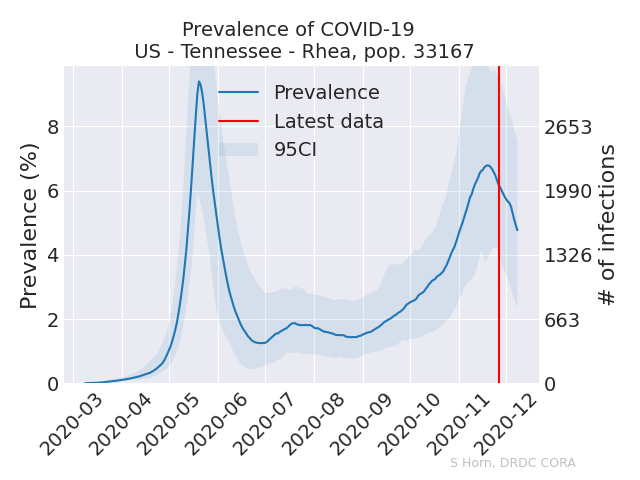 Prevalence of COVID-19
US - Tennessee - Rhea, pop. 33167
Prevalence (%)
8
6
4
2
0
Prevalence
Latest data
95CI
2653
1990
1326
663
0
# of infections
2020-03
2020-04
2020-05
2020-06
2020-07
2020-08
2020-09
2020-10
2020-11
2020-12
S Horn, DRDC CORA